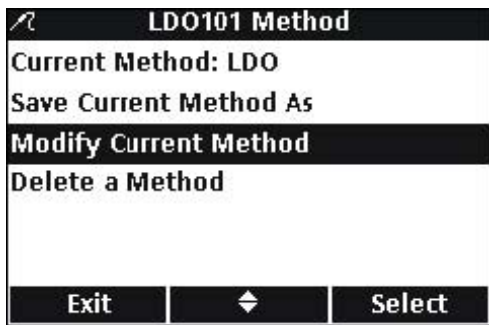 LDO101 Method
Current Method: LDO
Save Current Method As
Modify Current Method
Delete a Method
Exit Select